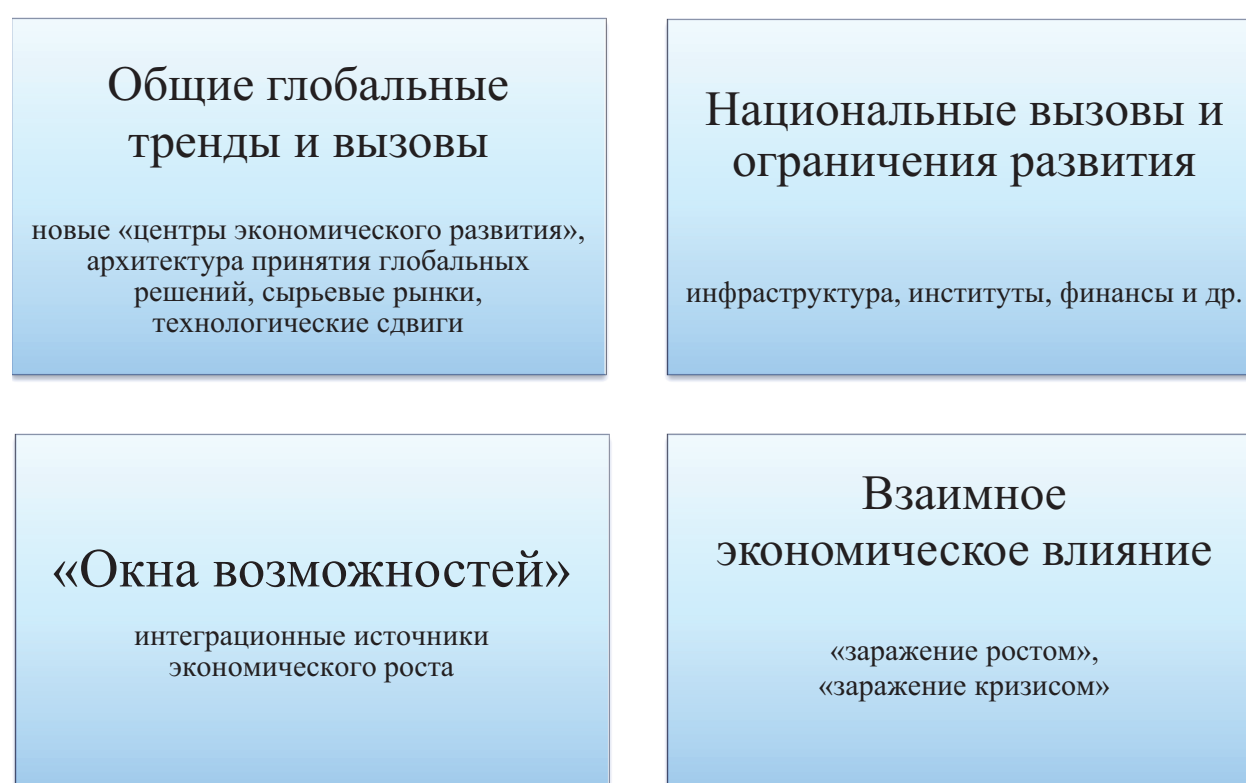 Общие глобальные
тренды и вызовы
новые «центры экономического развития»,
архитектура принятия глобальных
решений, сырьевые рынки,
технологические сдвиги
Национальные вызовы и
ограничения развития
инфраструктура, институты, финансы и др.
«Окна возможностей»
интеграционные источники
экономического роста
Взаимное
экономическое влияние
«заражение ростом»,
«заражение кризисом»